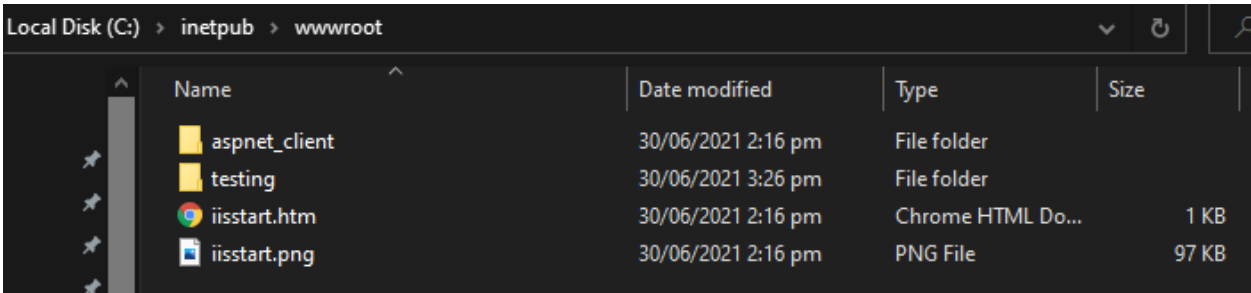 Local Disk (C:) > inetpub > wwwroot
Name Date modified Type Size
aspnet_client 30/06/2021 2:16 pm File folder
testing 30/06/2021 3:26 pm File folder
iisstart.htm 30/06/2021 2:16 pm Chrome HTML Do... 1 KB
iisstart.png 30/06/2021 2:16 pm PNG File 97 KB